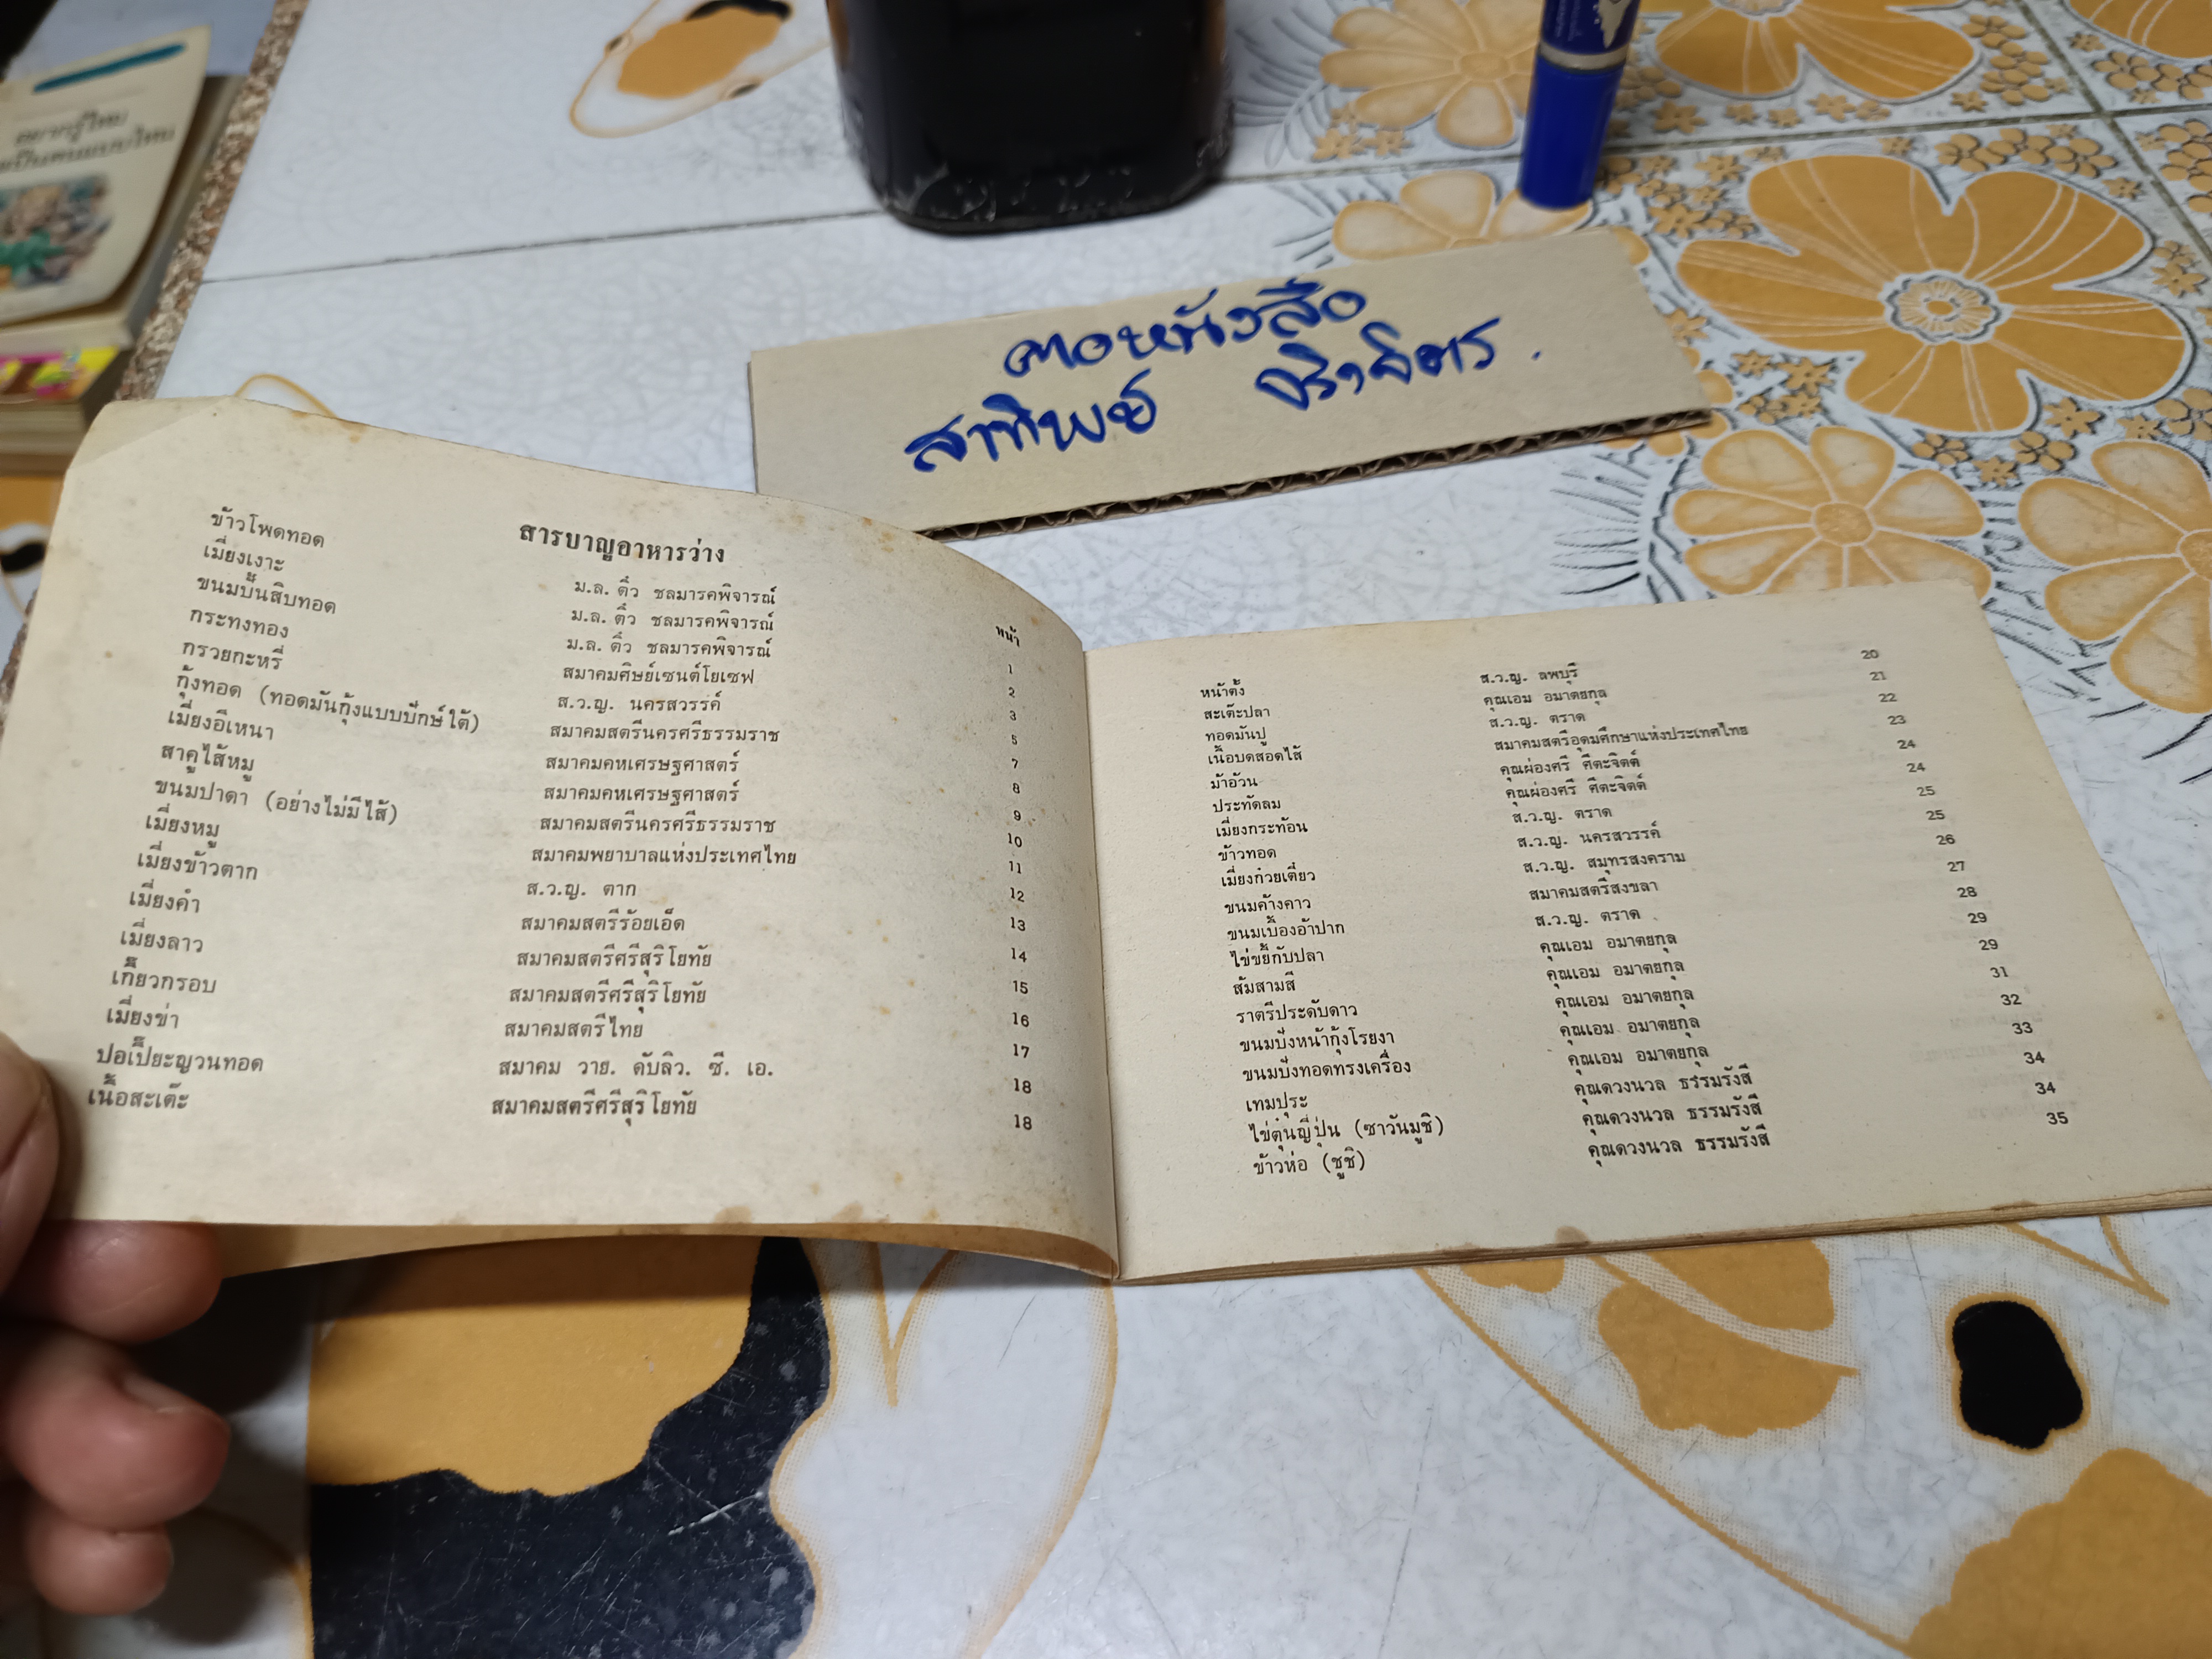 คอหนังสือ
สาทิพย์ จิราจิตร.
สารบาญอาหารว่าง
หน้า
ข้าวโพดทอด ม.ล. ติ๋ว ชลมารคพิจารณ์ 1
เมี่ยงเงาะ ม.ล. ติ๋ว ชลมารคพิจารณ์ 2
ขนมปั้นสิบทอด ม.ล. ติ๋ว ชลมารคพิจารณ์ 3
กระทงทอง สมาคมศิษย์เซนต์โยเซฟ 5
กรวยกะหรี่ ส.ว.ญ. นครสวรรค์ 7
กุ้งทอด (ทอดมันกุ้งแบบปักษ์ใต้) สมาคมสตรีนครศรีธรรมราช 8
เมี่ยงอีเหนา สมาคมคหเศรษฐศาสตร์ 9
สาคูไส้หมู สมาคมคหเศรษฐศาสตร์ 10
ขนมปาดา (อย่างไม่มีไส้) สมาคมสตรีนครศรีธรรมราช 11
เมี่ยงหมู สมาคมพยาบาลแห่งประเทศไทย 12
เมี่ยงข้าวตาก ส.ว.ญ. ตาก 13
เมี่ยงคำ สมาคมสตรีร้อยเอ็ด 14
เมี่ยงลาว สมาคมสตรีศรีสุริโยทัย 15
เกี๊ยวกรอบ สมาคมสตรีศรีสุริโยทัย 16
เมี่ยงข่า สมาคมสตรีไทย 17
ปอเปี๊ยะญวนทอด สมาคม วาย. ดับลิว. ซี. เอ. 18
เนื้อสะเต๊ะ สมาคมสตรีศรีสุริโยทัย 18
หน้าตั้ง ส.ว.ญ. ลพบุรี 20
สะเต๊ะปลา คุณเอม อมาตยกุล 21
ทอดมันปู ส.ว.ญ. ตราด 22
เนื้อบดสอดไส้ สมาคมสตรีอุดมศึกษาแห่งประเทศไทย 23
ม้าอ้วน คุณผ่องศรี ศีตะจิตต์ 24
ประทัดลม คุณผ่องศรี ศีตะจิตต์ 24
เมี่ยงกระท้อน ส.ว.ญ. ตราด 25
ข้าวทอด ส.ว.ญ. นครสวรรค์ 25
เมี่ยงก๋วยเตี๋ยว ส.ว.ญ. สมุทรสงคราม 26
ขนมค้างคาว สมาคมสตรีสงขลา 27
ขนมเบื้องอ้าปาก ส.ว.ญ. ตราด 28
ไข่ขยี้กับปลา คุณเอม อมาตยกุล 29
ส้มสามสี คุณเอม อมาตยกุล 29
ราตรีประดับดาว คุณเอม อมาตยกุล 31
ขนมปังหน้ากุ้งโรยงา คุณเอม อมาตยกุล 32
ขนมปังทอดทรงเครื่อง คุณเอม อมาตยกุล 33
เทมปุระ คุณดวงนวล ธรรมรังสี 34
ไข่ตุ๋นญี่ปุ่น (ซาวันมูชิ) คุณดวงนวล ธรรมรังสี 34
ข้าวห่อ (ซูชิ) คุณดวงนวล ธรรมรังสี 35